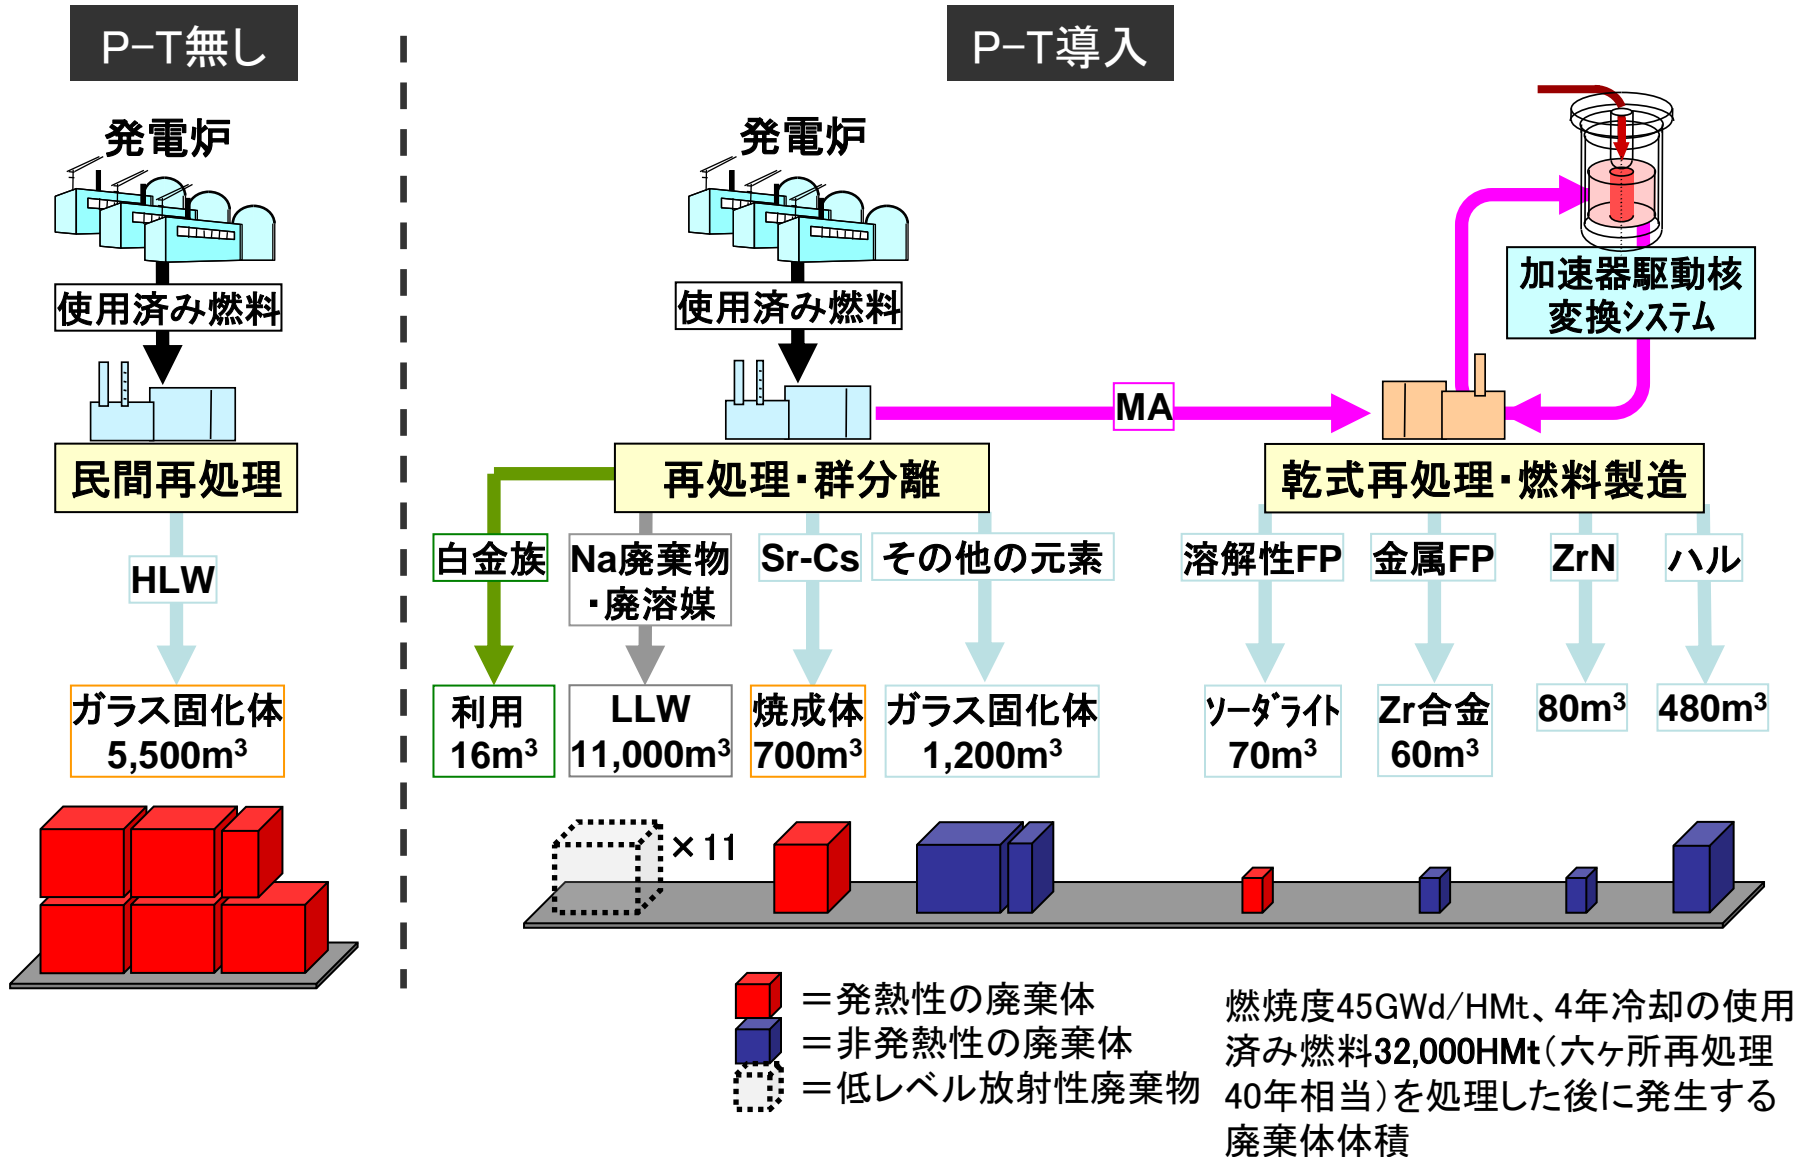 P−T無し
発電炉
使用済み燃料
民間再処理
HLW
ガラス固化体
5,500m³
P−T導入
発電炉
使用済み燃料
MA
加速器駆動核
変換システム
再処理・群分離
乾式再処理・燃料製造
白金族
Na廃棄物
・廃溶媒
Sr-Cs
その他の元素
溶解性FP
金属FP
ZrN
ハル
利用
16m³
LLW
11,000m³
焼成体
700m³
ガラス固化体
1,200m³
ソーダライト
70m³
Zr合金
60m³
80m³
480m³
×11
＝発熱性の廃棄体
＝非発熱性の廃棄体
＝低レベル放射性廃棄物
燃焼度45GWd/HMt、4年冷却の使用
済み燃料32,000HMt（六ヶ所再処理
40年相当）を処理した後に発生する
廃棄体体積